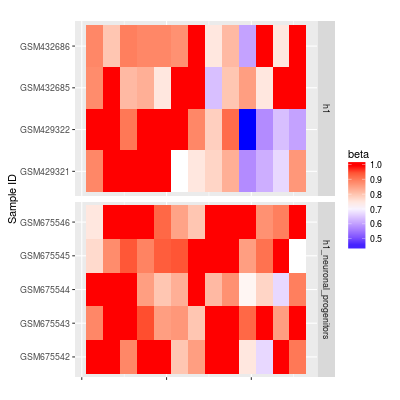 GSM432686
GSM432685
GSM429322
GSM429321
h1
GSM675546
GSM675545
GSM675544
GSM675543
GSM675542
h1_neuronal_progenitors
Sample ID
beta
1.0
0.9
0.8
0.7
0.6
0.5